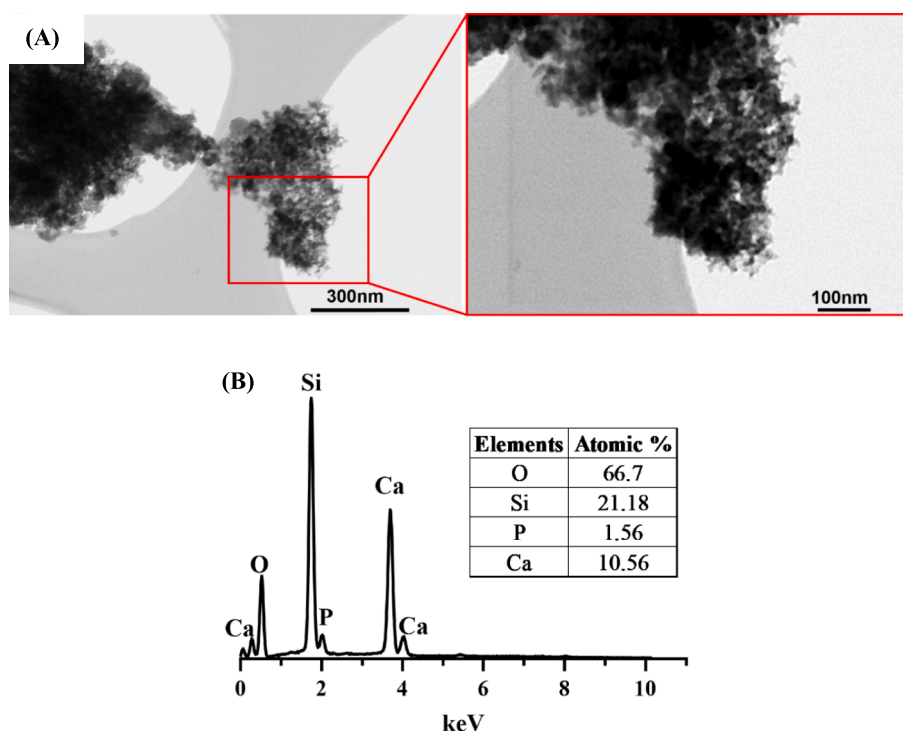 (A)
300nm
100nm
(B)
Si
Ca
O
P
Ca
Ca
Elements Atomic %
O 66.7
Si 21.18
P 1.56
Ca 10.56
0 2 4 6 8 10
keV